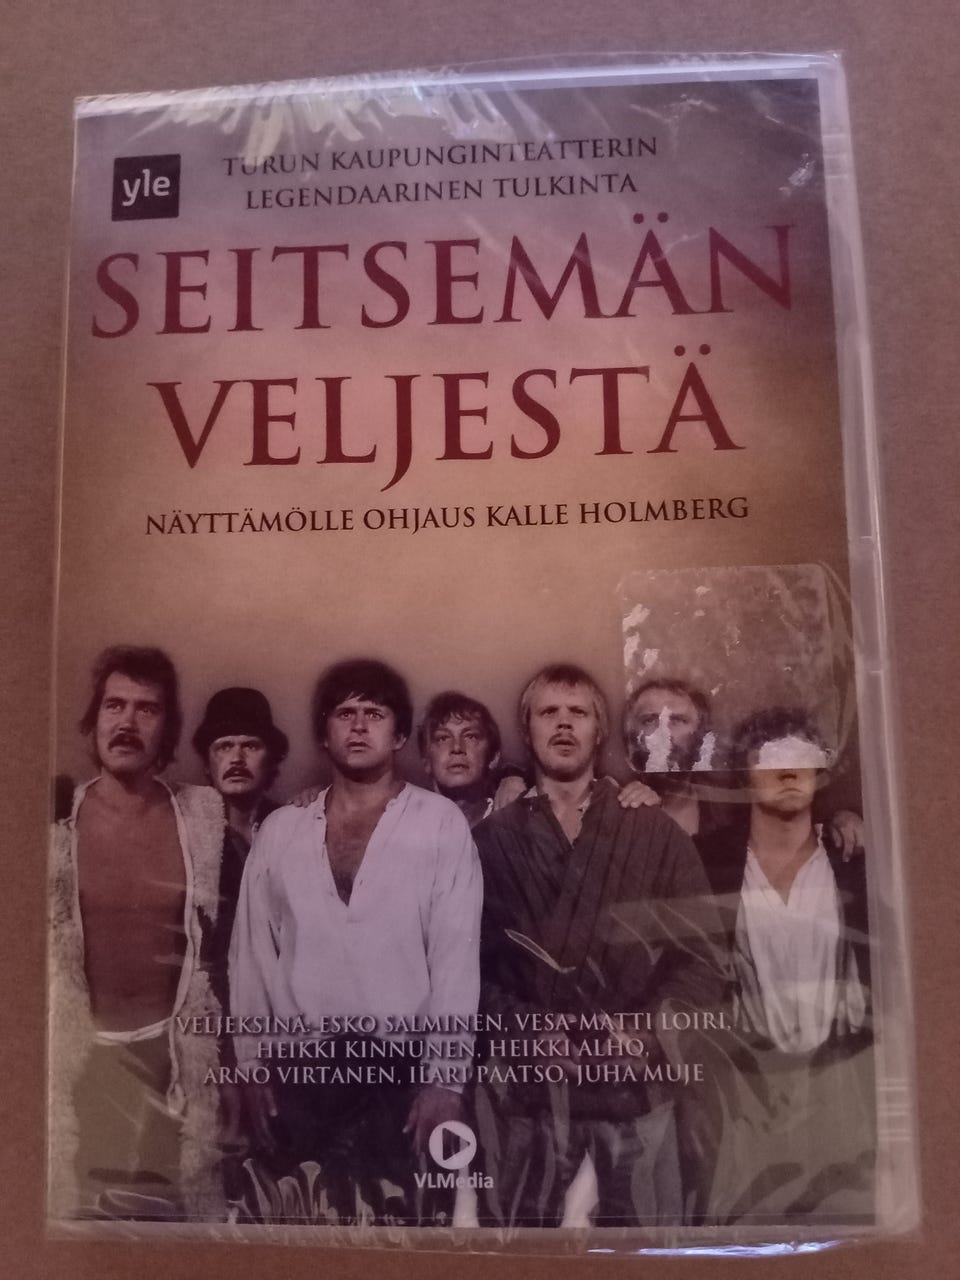 yle
TURUN KAUPUNGINTEATTERIN
LEGENDAARINEN TULKINTA
SEITSEMÄN
VELJESTÄ
NÄYTTÄMÖLLE OHJAUS KALLE HOLMBERG
VELJEKSINÄ: ESKO SALMINEN, VESA-MATTI LOIRI,
HEIKKI KINNUNEN, HEIKKI ALHO,
ARNO VIRTANEN, ILARI PAATSO, JUHA MUJE
VLMedia